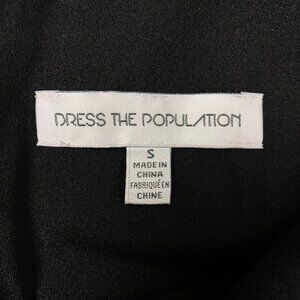 DRESS THE POPULATION
S
MADE IN
CHINA
FABRIQUÉ EN
CHINE